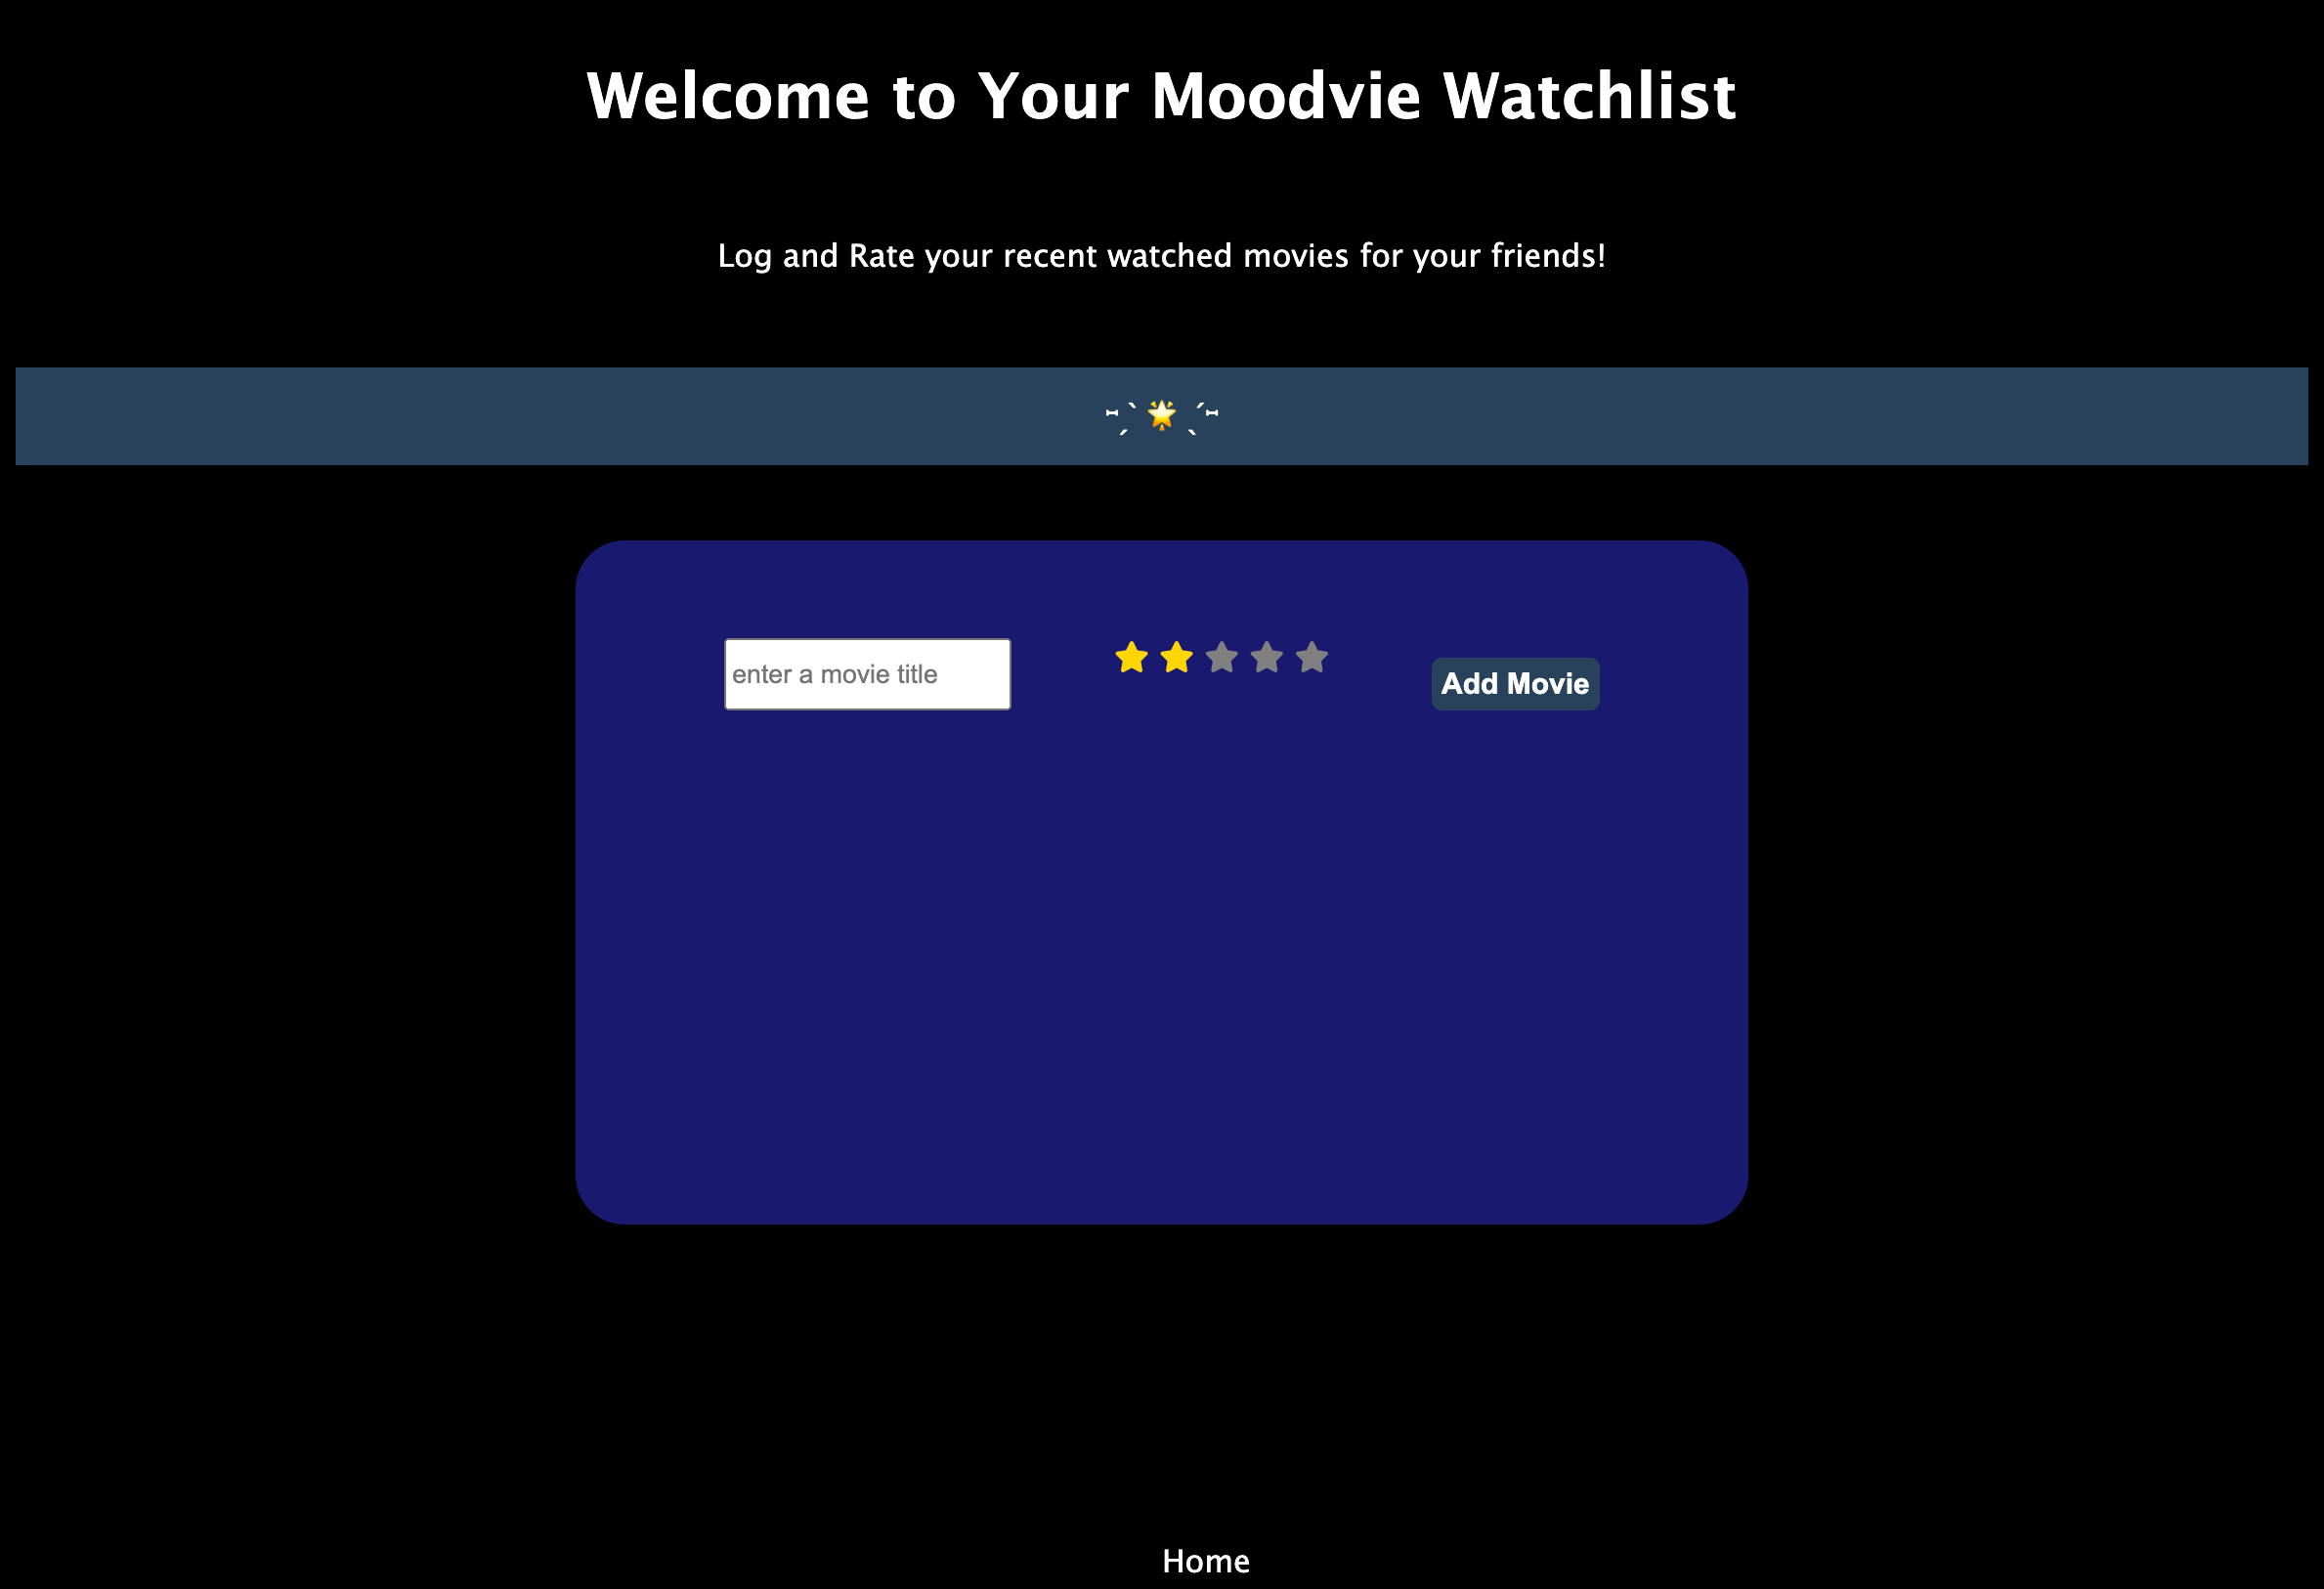 Welcome to Your Moodvie Watchlist
Log and Rate your recent watched movies for your friends!
-̵̗̀ 🌟 ̖́-
enter a movie title
Add Movie
Home